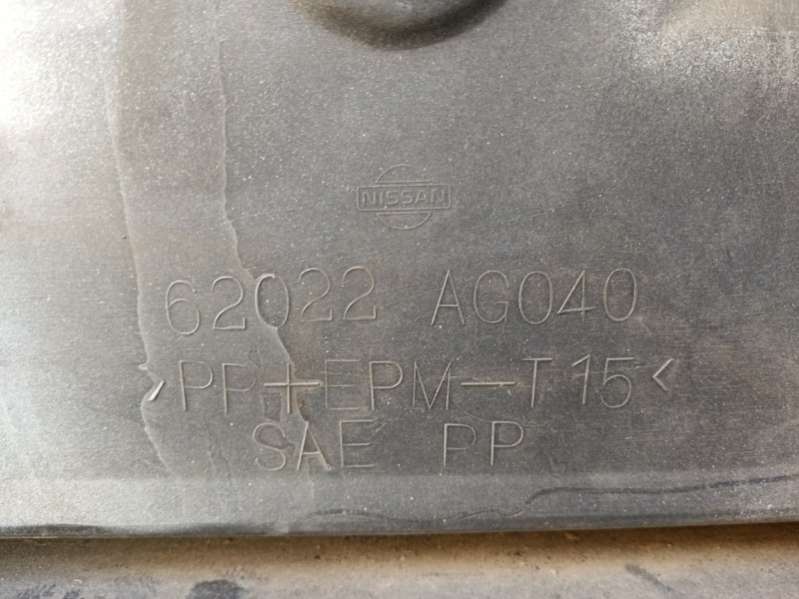 NISSAN
62022 AG040
>PP+EPM-T15<
SAE PP